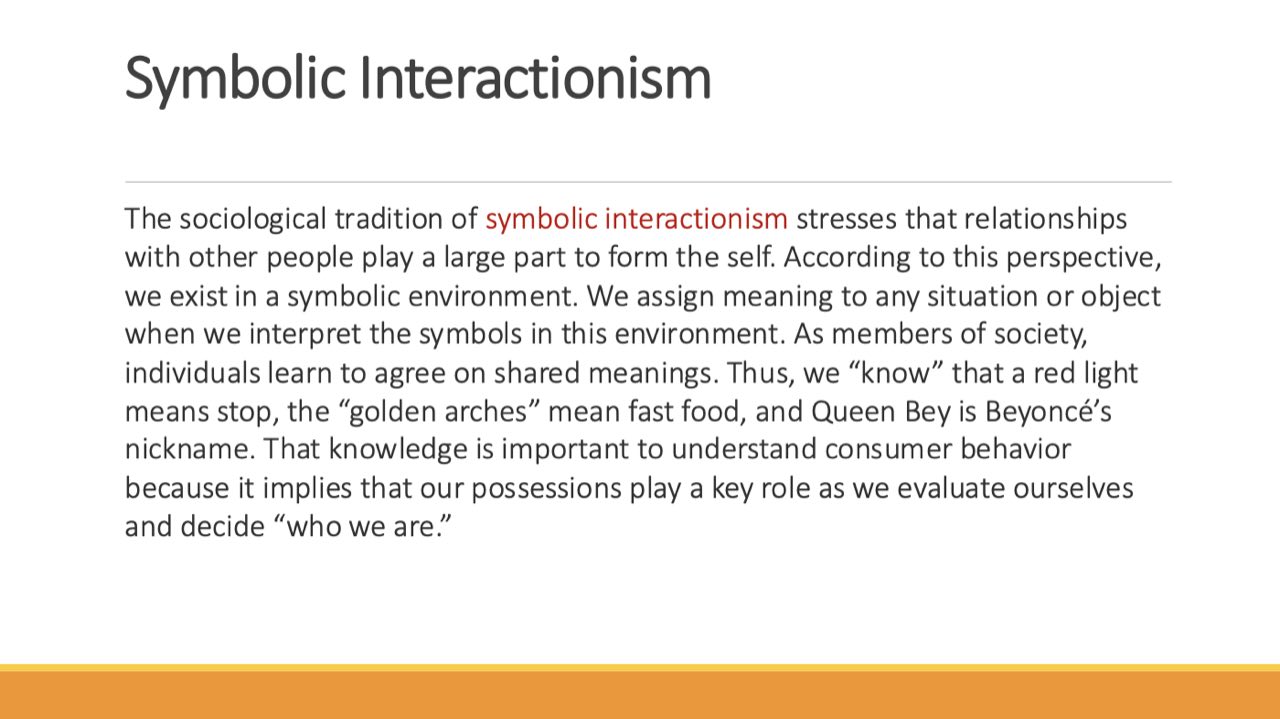 Symbolic Interactionism
The sociological tradition of symbolic interactionism stresses that relationships
with other people play a large part to form the self. According to this perspective,
we exist in a symbolic environment. We assign meaning to any situation or object
when we interpret the symbols in this environment. As members of society,
individuals learn to agree on shared meanings. Thus, we “know” that a red light
means stop, the “golden arches” mean fast food, and Queen Bey is Beyoncé’s
nickname. That knowledge is important to understand consumer behavior
because it implies that our possessions play a key role as we evaluate ourselves
and decide “who we are.”